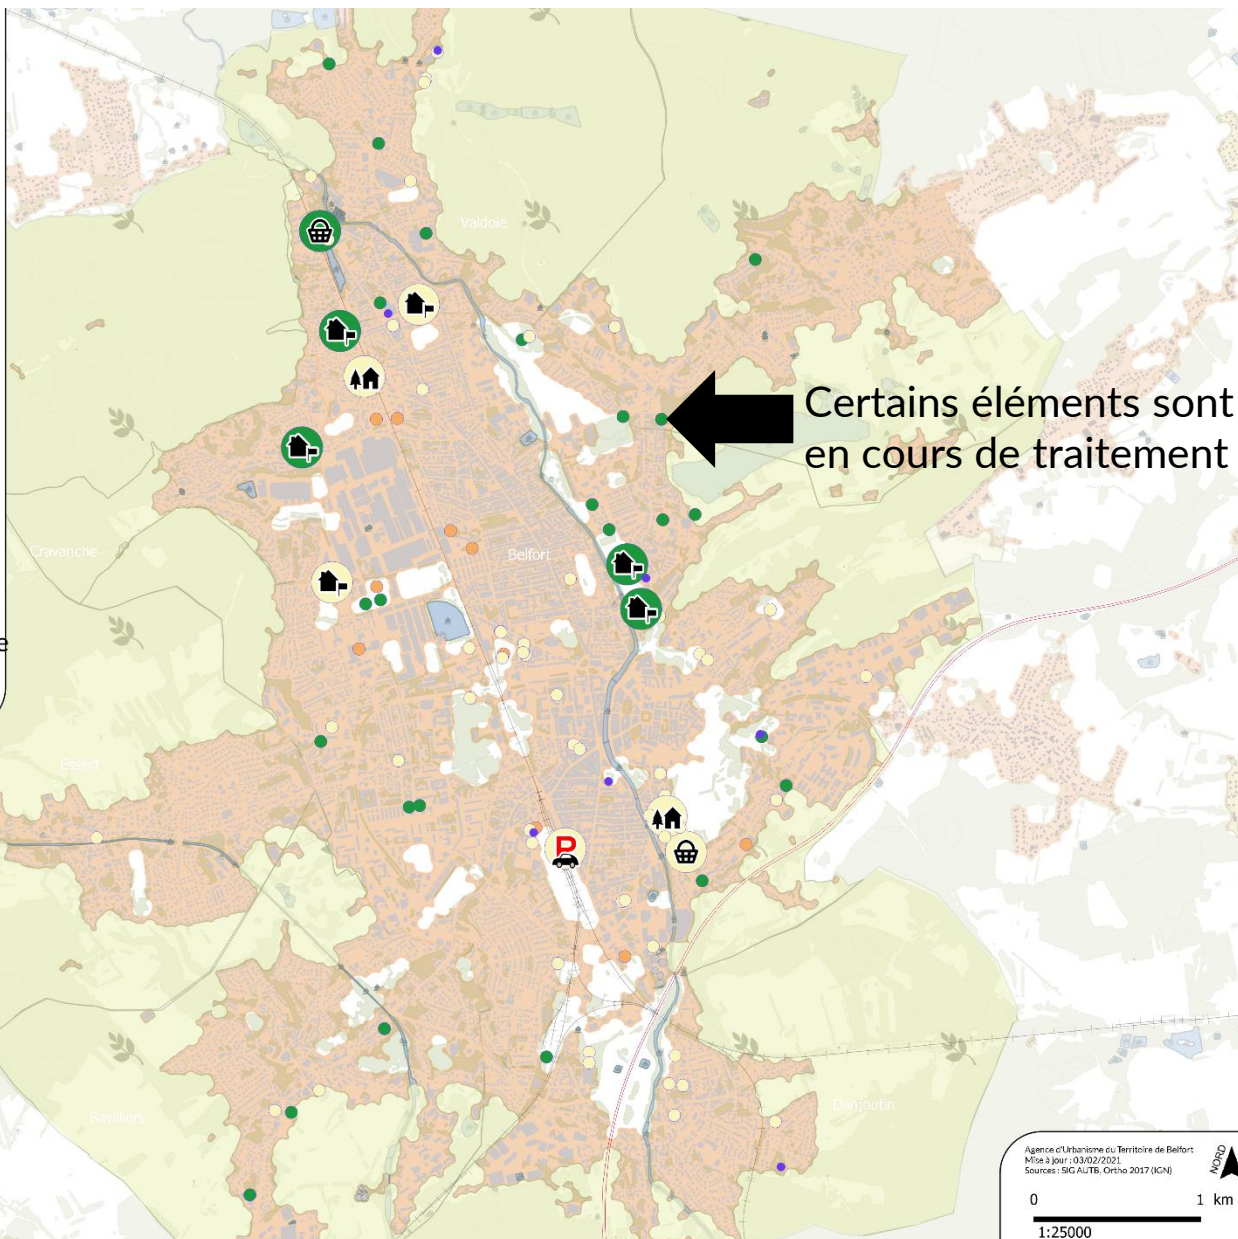 Valdoie
Certains éléments sont
en cours de traitement
Cravanche
Belfort
e
Essert
P
Bavilliers
Danjoutin
Agence d'Urbanisme du Territoire de Belfort
Mise à jour : 03/02/2021
Sources : SIG AUTB, Ortho 2017 (IGN)
NORD
0 1 km
1:25000